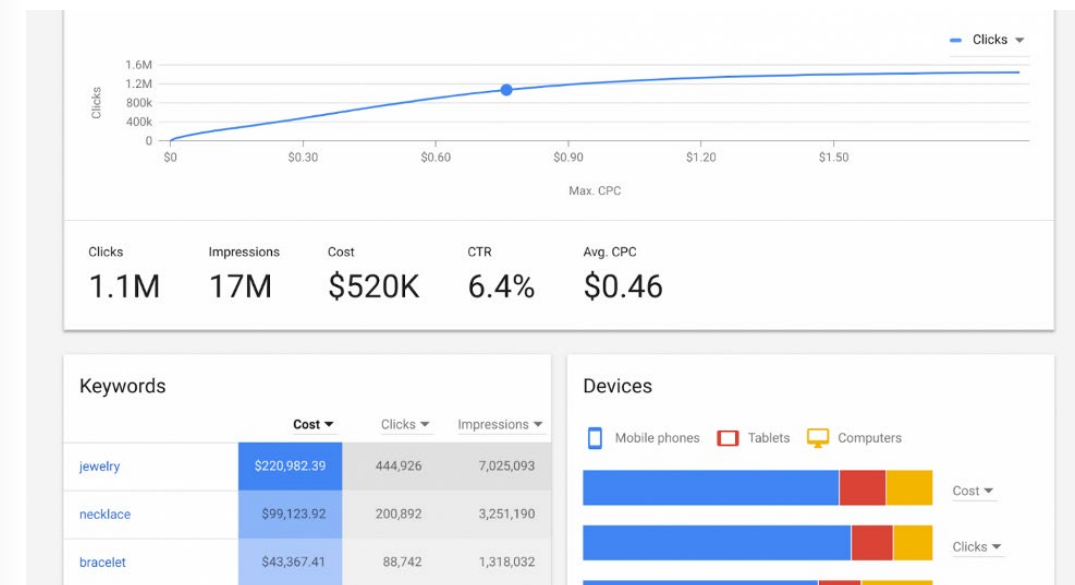 Clicks
1.6M
1.2M
800k
400k
0
Clicks
$0 $0.30 $0.60 $0.90 $1.20 $1.50
Max. CPC
Clicks Impressions Cost CTR Avg. CPC
1.1M 17M $520K 6.4% $0.46
Keywords
Cost Clicks Impressions
jewelry $220,982.39 444,926 7,025,093
necklace $99,123.92 200,892 3,251,190
bracelet $43,367.41 88,742 1,318,032
Devices
Mobile phones Tablets Computers
Cost
Clicks